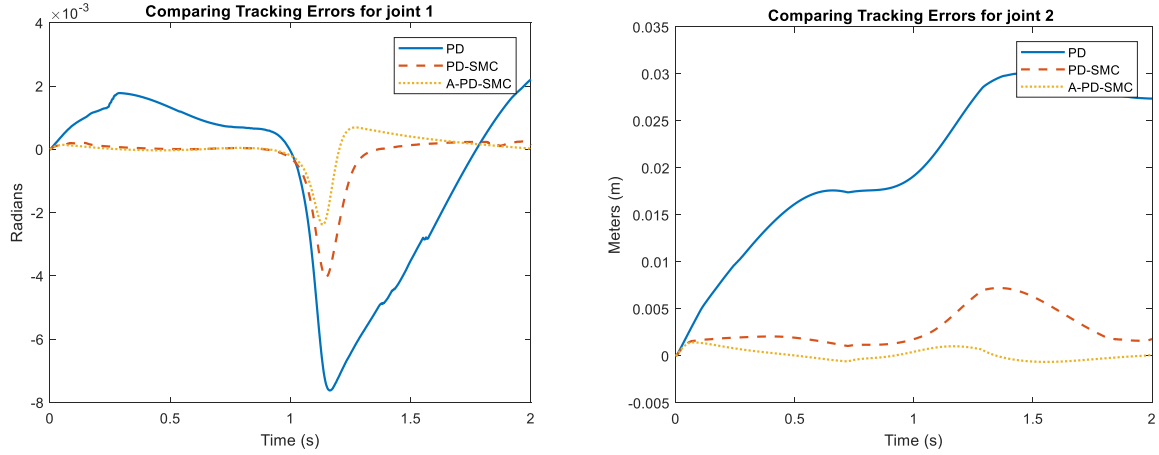 Comparing Tracking Errors for joint 1
×10⁻³
4
2
0
-2
-4
-6
-8
Radians
0
0.5
1
1.5
2
Time (s)
PD
PD-SMC
A-PD-SMC
Comparing Tracking Errors for joint 2
0.035
0.03
0.025
0.02
0.015
0.01
0.005
0
-0.005
Meters (m)
0
0.5
1
1.5
2
Time (s)
PD
PD-SMC
A-PD-SMC